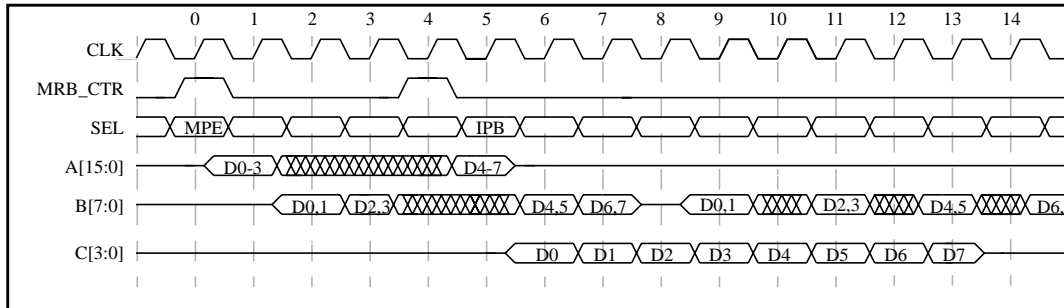 0 1 2 3 4 5 6 7 8 9 10 11 12 13 14
CLK
MRB_CTR
SEL MPE IPB
A[15:0] D0-3 D4-7
B[7:0] D0,1 D2,3 D4,5 D6,7 D0,1 D2,3 D4,5 D6,
C[3:0] D0 D1 D2 D3 D4 D5 D6 D7